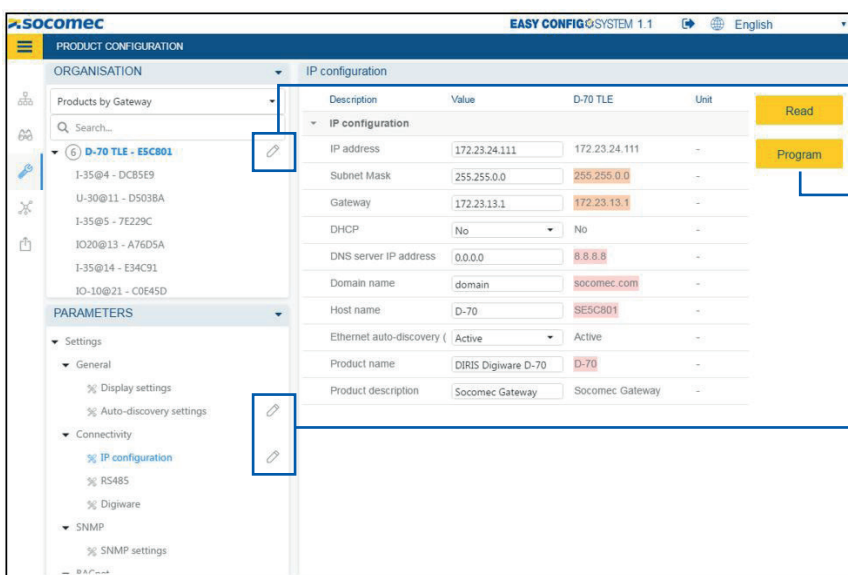 socomec
EASY CONFIG SYSTEM 1.1
English
PRODUCT CONFIGURATION
ORGANISATION
Products by Gateway
Search...
6 D-70 TLE - E5C801
I-35@4 - DC85E9
U-30@11 - D503BA
I-35@5 - 7E229C
IO20@13 - A76D5A
I-35@14 - E34C91
IO-10@21 - C0E45D
PARAMETERS
Settings
General
Display settings
Auto-discovery settings
Connectivity
IP configuration
RS485
Digiware
SNMP
SNMP settings
BACnet
IP configuration
Description Value D-70 TLE Unit
IP configuration
IP address 172.23.24.111 172.23.24.111 -
Subnet Mask 255.255.0.0 255.255.0.0 -
Gateway 172.23.13.1 172.23.13.1 -
DHCP No No -
DNS server IP address 0.0.0.0 8.8.8.8 -
Domain name domain socomec.com -
Host name D-70 SE5C801 -
Ethernet auto-discovery ( Active Active -
Product name DIRIS Digiware D-70 D-70 -
Product description Socomec Gateway Socomec Gateway -
Read
Program